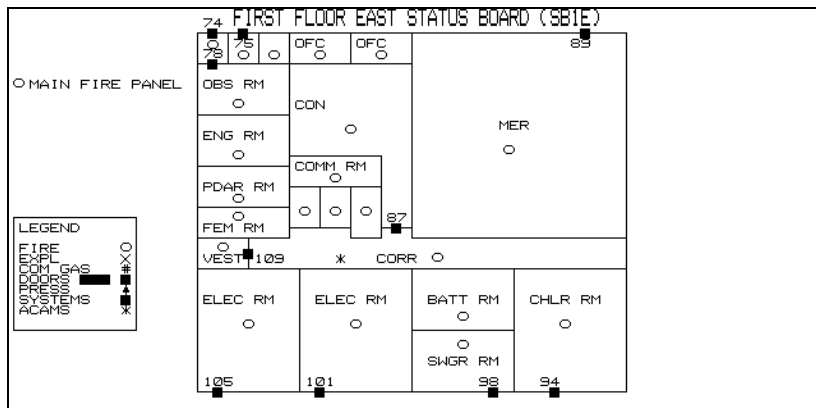 FIRST FLOOR EAST STATUS BOARD (SB1E)
74
75
78
OFC
OFC
89
MAIN FIRE PANEL
OBS RM
CON
MER
ENG RM
COMM RM
PDAR RM
FEM RM
87
VEST
109
* CORR
LEGEND
FIRE
EXPL X
COM GAS #
DOORS
PRESS
SYSTEMS
ACAMS *
ELEC RM
ELEC RM
BATT RM
CHLR RM
SWGR RM
105
101
98
94